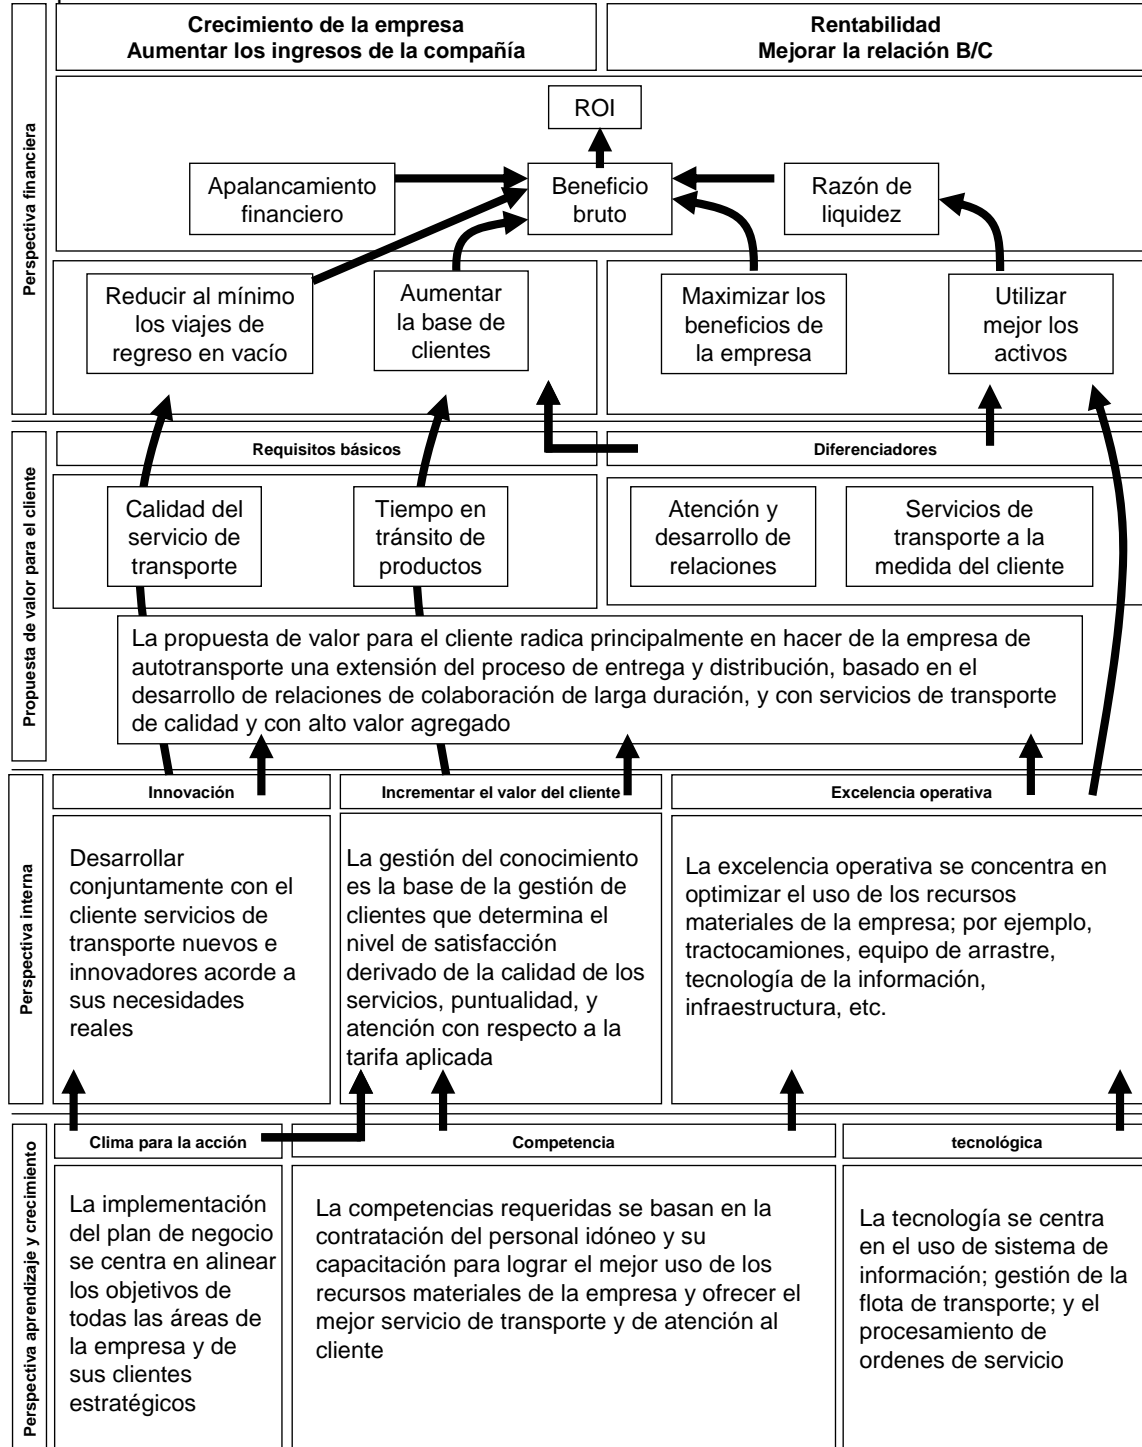 Crecimiento de la empresa
Aumentar los ingresos de la compañía
Rentabilidad
Mejorar la relación B/C
Perspectiva financiera
ROI
Apalancamiento
financiero
Beneficio
bruto
Razón de
liquidez
Reducir al mínimo
los viajes de
regreso en vacío
Aumentar
la base de
clientes
Maximizar los
beneficios de
la empresa
Utilizar
mejor los
activos
Propuesta de valor para el cliente
Requisitos básicos
Diferenciadores
Calidad del
servicio de
transporte
Tiempo en
tránsito de
productos
Atención y
desarrollo de
relaciones
Servicios de
transporte a la
medida del cliente
La propuesta de valor para el cliente radica principalmente en hacer de la empresa de
autotransporte una extensión del proceso de entrega y distribución, basado en el
desarrollo de relaciones de colaboración de larga duración, y con servicios de transporte
de calidad y con alto valor agregado
Perspectiva interna
Innovación
Incrementar el valor del cliente
Excelencia operativa
Desarrollar
conjuntamente con el
cliente servicios de
transporte nuevos e
innovadores acorde a
sus necesidades
reales
La gestión del conocimiento
es la base de la gestión de
clientes que determina el
nivel de satisfacción
derivado de la calidad de los
servicios, puntualidad, y
atención con respecto a la
tarifa aplicada
La excelencia operativa se concentra en
optimizar el uso de los recursos
materiales de la empresa; por ejemplo,
tractocamiones, equipo de arrastre,
tecnología de la información,
infraestructura, etc.
Perspectiva aprendizaje y crecimiento
Clima para la acción
Competencia
tecnológica
La implementación
del plan de negocio
se centra en alinear
los objetivos de
todas las áreas de
la empresa y de
sus clientes
estratégicos
La competencias requeridas se basan en la
contratación del personal idóneo y su
capacitación para lograr el mejor uso de los
recursos materiales de la empresa y ofrecer el
mejor servicio de transporte y de atención al
cliente
La tecnología se centra
en el uso de sistema de
información; gestión de la
flota de transporte; y el
procesamiento de
ordenes de servicio